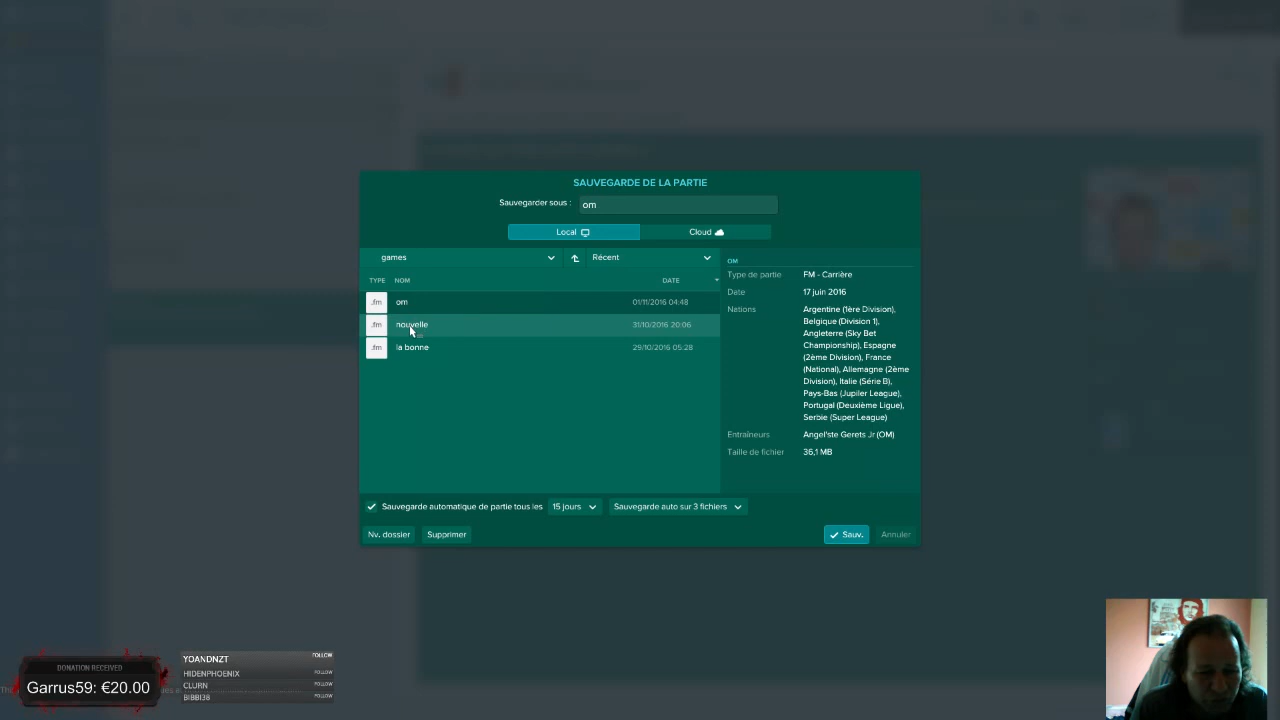 SAUVEGARDE DE LA PARTIE
Sauvegarder sous :
om
Local
Cloud
games
Récent
TYPE
NOM
DATE
.fm
om
01/11/2016 04:48
.fm
nouvelle
31/10/2016 20:06
.fm
la bonne
29/10/2016 05:28
OM
Type de partie
FM - Carrière
Date
17 juin 2016
Nations
Argentine (1ère Division),
Belgique (Division 1),
Angleterre (Sky Bet
Championship), Espagne
(2ème Division), France
(National), Allemagne (2ème
Division), Italie (Série B),
Pays-Bas (Jupiler League),
Portugal (Deuxième Ligue),
Serbie (Super League)
Entraîneurs
Angel'ste Gerets Jr (OM)
Taille de fichier
36,1 MB
Sauvegarde automatique de partie tous les
15 jours
Sauvegarde auto sur 3 fichiers
Nv. dossier
Supprimer
Sauv.
Annuler
DONATION RECEIVED
Garrus59: €20.00
YOANDNZT
FOLLOW
HIDENPHOENIX
FOLLOW
CLURN
FOLLOW
BIBBI38
FOLLOW